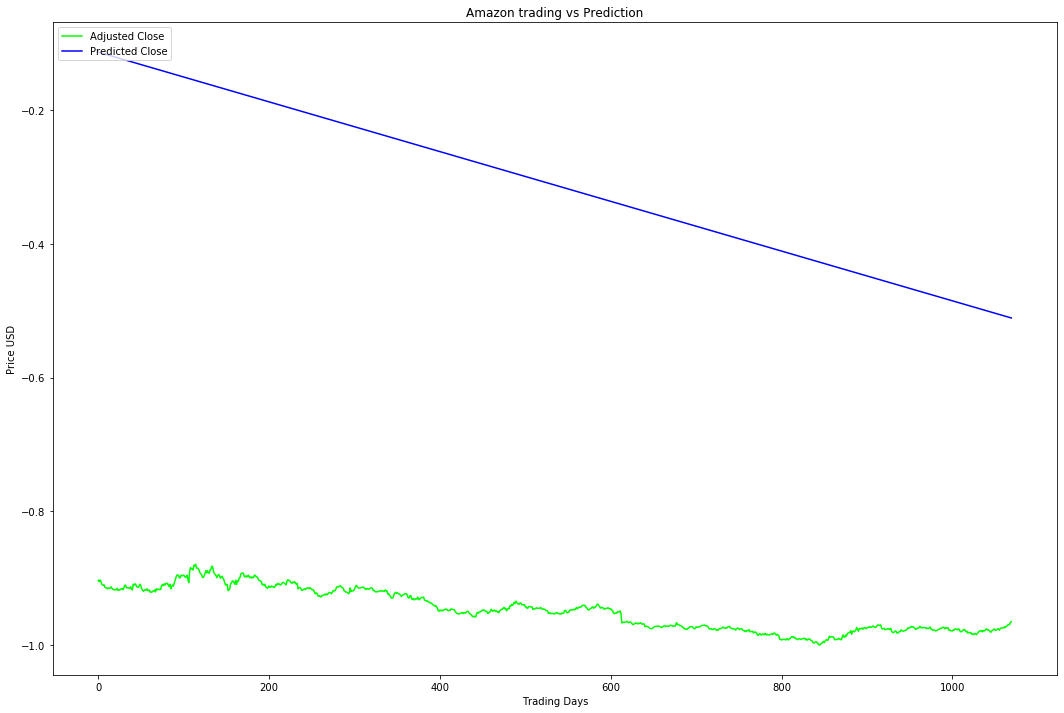 Amazon trading vs Prediction
Adjusted Close
Predicted Close
−0.2
−0.4
−0.6
−0.8
−1.0
Price USD
0 200 400 600 800 1000
Trading Days